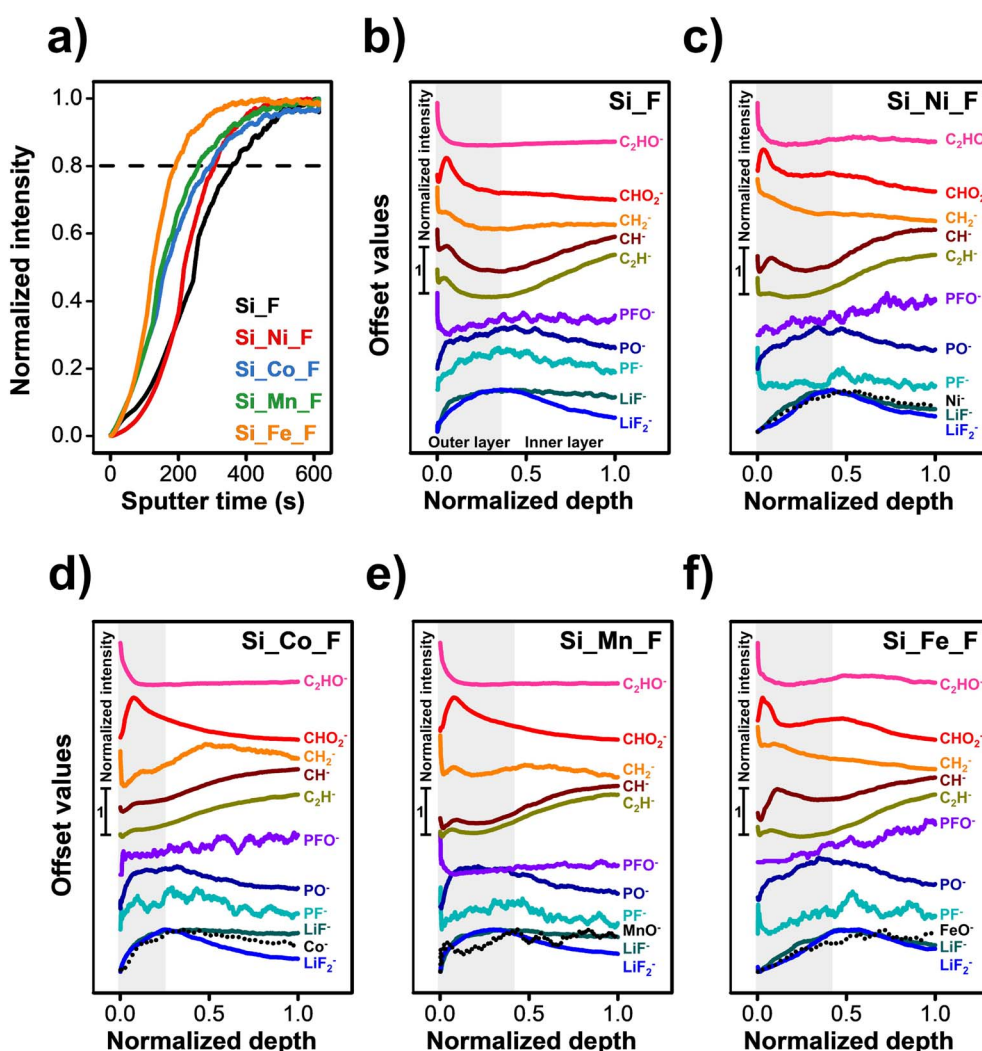 a)
Normalized intensity
1.0
0.8
0.6
0.4
0.2
0.0
Si_F
Si_Ni_F
Si_Co_F
Si_Mn_F
Si_Fe_F
0 200 400 600
Sputter time (s)
b)
Offset values
Normalized intensity
1
Si_F
C₂HO⁻
CHO₂⁻
CH₂⁻
CH⁻
C₂H⁻
PFO⁻
PO⁻
PF⁻
LiF⁻
LiF₂⁻
Outer layer Inner layer
0.0 0.5 1.0
Normalized depth
c)
Normalized intensity
1
Si_Ni_F
C₂HO⁻
CHO₂⁻
CH₂⁻
CH⁻
C₂H⁻
PFO⁻
PO⁻
PF⁻
Ni⁻
LiF⁻
LiF₂⁻
0.0 0.5 1.0
Normalized depth
d)
Offset values
Normalized intensity
1
Si_Co_F
C₂HO⁻
CHO₂⁻
CH₂⁻
CH⁻
C₂H⁻
PFO⁻
PO⁻
PF⁻
LiF⁻
Co⁻
LiF₂⁻
0.0 0.5 1.0
Normalized depth
e)
Normalized intensity
1
Si_Mn_F
C₂HO⁻
CHO₂⁻
CH₂⁻
CH⁻
C₂H⁻
PFO⁻
PO⁻
PF⁻
MnO⁻
LiF⁻
LiF₂⁻
0.0 0.5 1.0
Normalized depth
f)
Normalized intensity
1
Si_Fe_F
C₂HO⁻
CHO₂⁻
CH₂⁻
CH⁻
C₂H⁻
PFO⁻
PO⁻
PF⁻
FeO⁻
LiF⁻
LiF₂⁻
0.0 0.5 1.0
Normalized depth